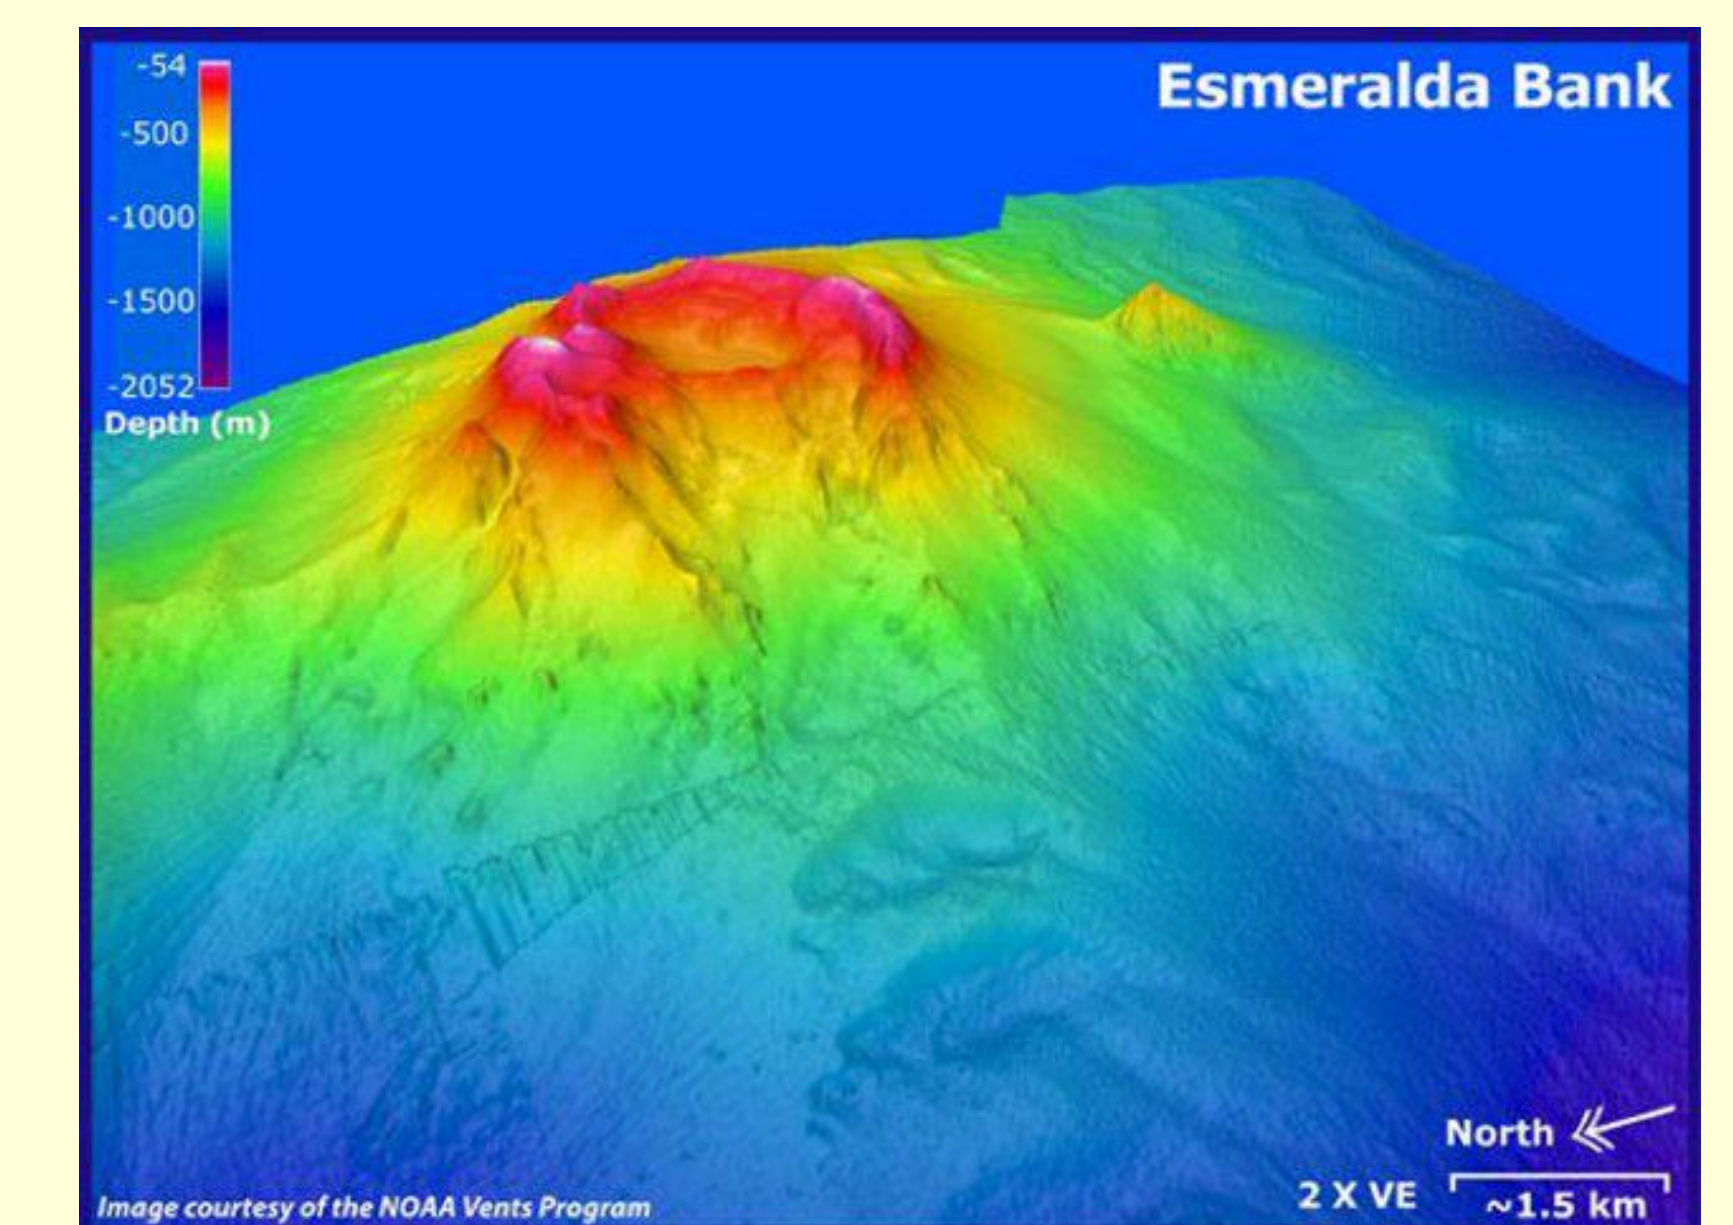 Esmeralda Bank
-54
-500
-1000
-1500
-2052
Depth (m)
North
2 X VE
~1.5 km
Image courtesy of the NOAA Vents Program